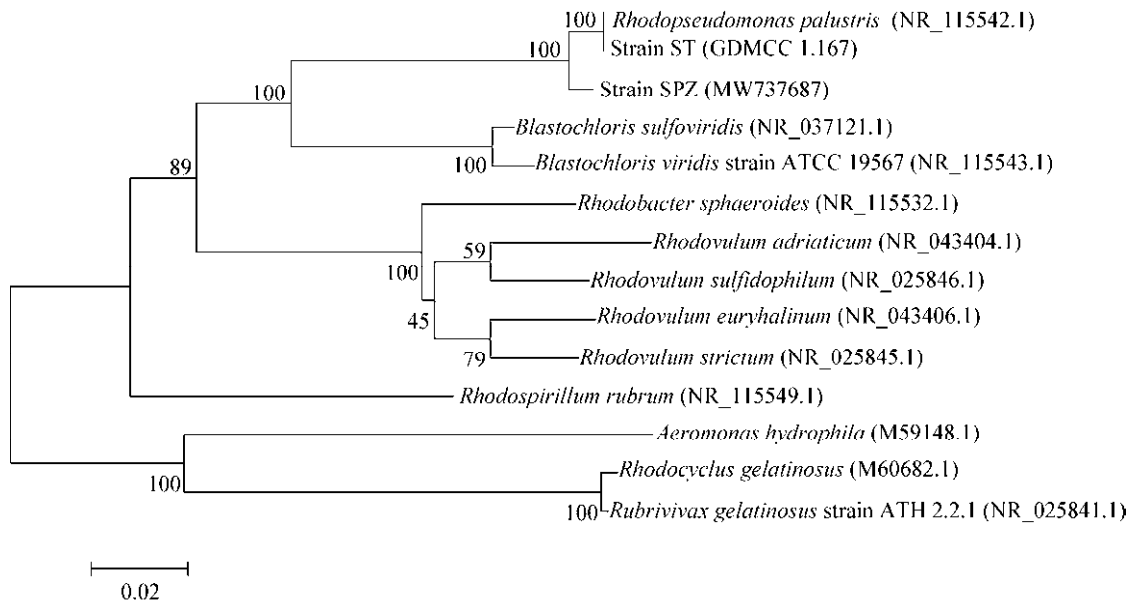 100 Rhodopseudomonas palustris (NR_115542.1)
Strain ST (GDMCC 1.167)
100
Strain SPZ (MW737687)
100
Blastochloris sulfoviridis (NR_037121.1)
100 Blastochloris viridis strain ATCC 19567 (NR_115543.1)
89
Rhodobacter sphaeroides (NR_115532.1)
59 Rhodovulum adriaticum (NR_043404.1)
100
Rhodovulum sulfidophilum (NR_025846.1)
45 Rhodovulum euryhalinum (NR_043406.1)
79 Rhodovulum strictum (NR_025845.1)
Rhodospirillum rubrum (NR_115549.1)
Aeromonas hydrophila (M59148.1)
100 Rhodocyclus gelatinosus (M60682.1)
100 Rubrivivax gelatinosus strain ATH 2.2.1 (NR_025841.1)
0.02